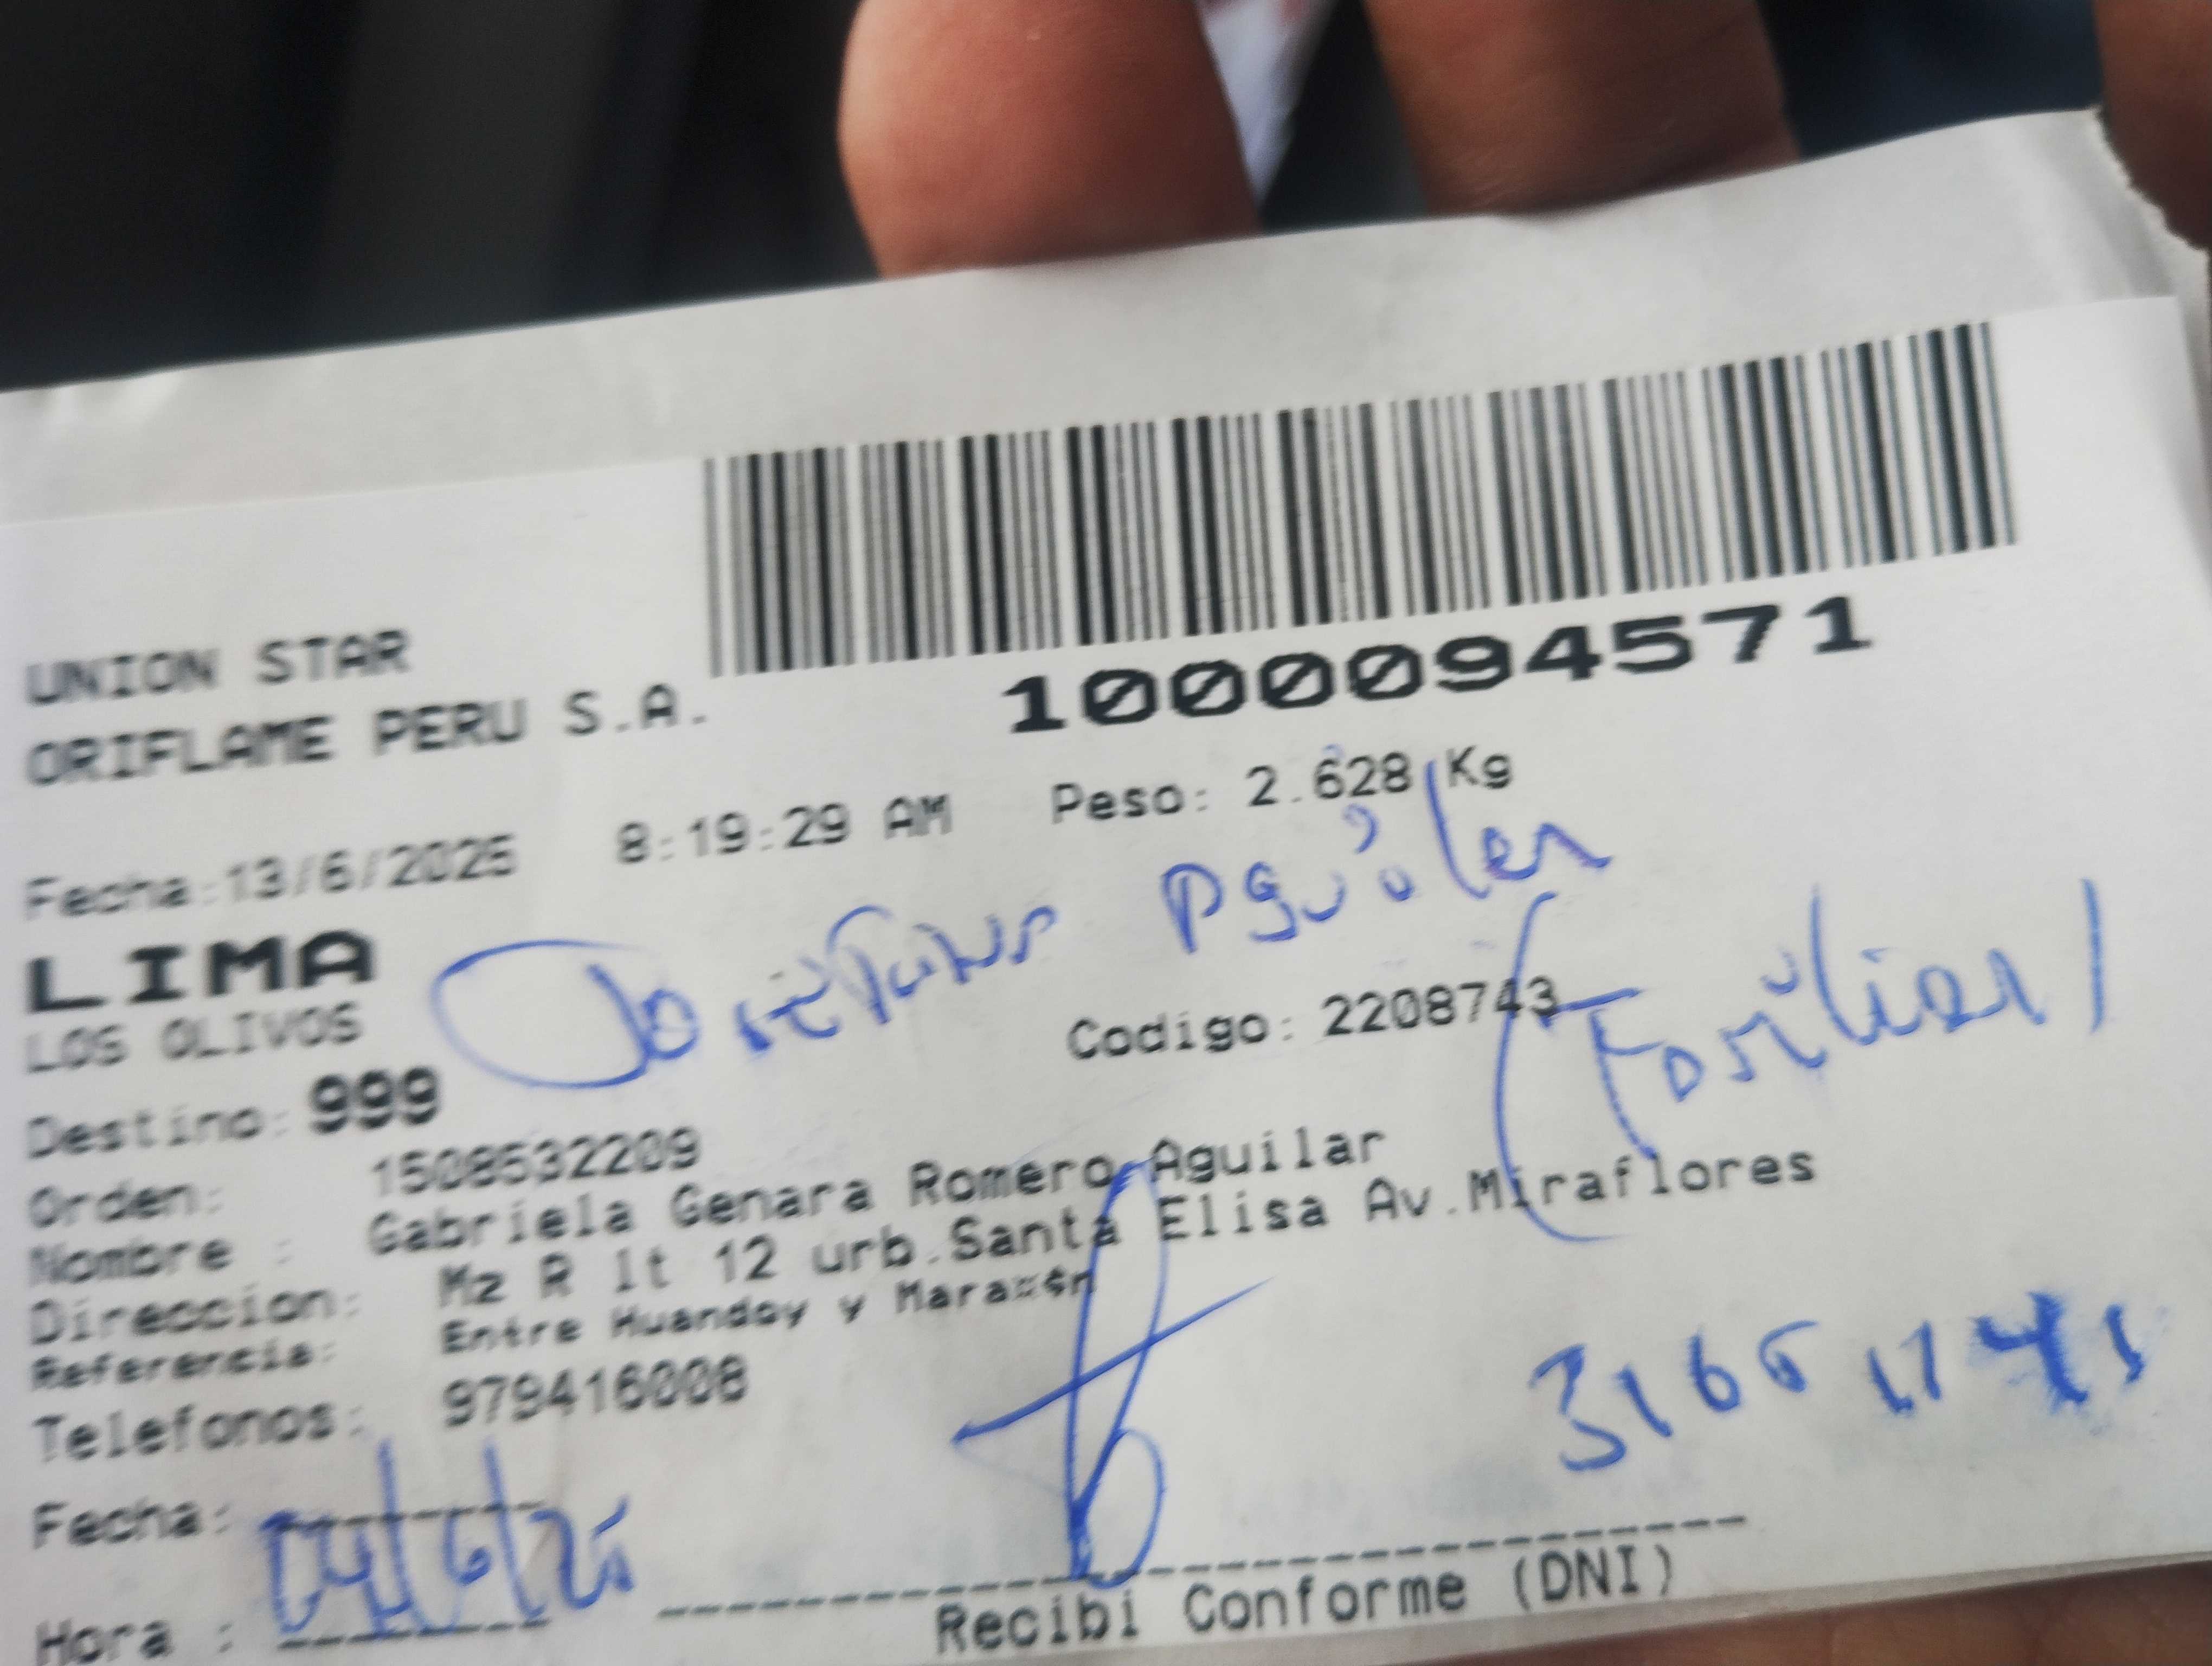 UNION STAR
ORIFLAME PERU S.A.
1000094571
Fecha:13/6/2025 8:19:29 AM Peso: 2.628 Kg
LIMA
LOS OLIVOS
Codigo: 2208743
Destino: 999
Orden: 1508532209
Nombre : Gabriela Genara Romero Aguilar
Direccion: Mz R lt 12 urb.Santa Elisa Av.Miraflores
Referencia: Entre Huandoy y
Telefonos: 979416008
(Familiar)
Fecha:
Hora :
Recibi Conforme (DNI)